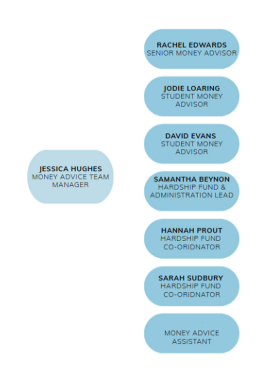 RACHEL EDWARDS
SENIOR MONEY ADVISOR
JODIE LOARING
STUDENT MONEY
ADVISOR
DAVID EVANS
STUDENT MONEY
ADVISOR
JESSICA HUGHES
MONEY ADVICE TEAM
MANAGER
SAMANTHA BEYNON
HARDSHIP FUND &
ADMINISTRATION LEAD
HANNAH PROUT
HARDSHIP FUND
CO-ORIDNATOR
SARAH SUDBURY
HARDSHIP FUND
CO-ORIDNATOR
MONEY ADVICE
ASSISTANT